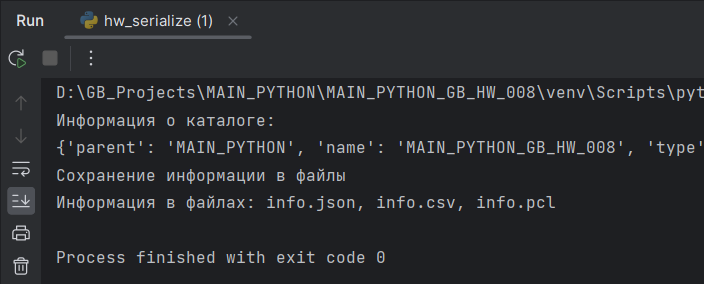 Run hw_serialize (1)
D:\GB_Projects\MAIN_PYTHON\MAIN_PYTHON_GB_HW_008\venv\Scripts\pyt
Информация о каталоге:
{'parent': 'MAIN_PYTHON', 'name': 'MAIN_PYTHON_GB_HW_008', 'type'
Сохранение информации в файлы
Информация в файлах: info.json, info.csv, info.pcl
Process finished with exit code 0